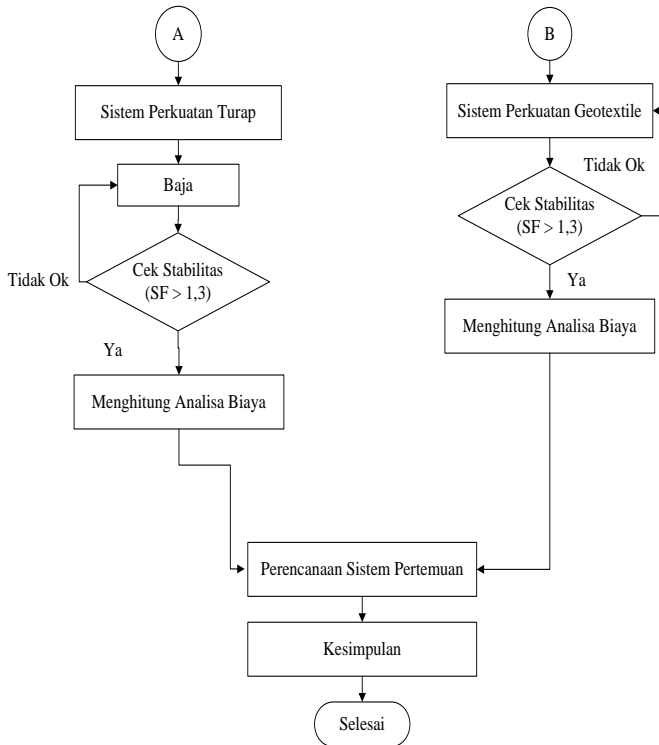 A
Sistem Perkuatan Turap
Baja
Cek Stabilitas
(SF > 1,3)
Tidak Ok
Ya
Menghitung Analisa Biaya
B
Sistem Perkuatan Geotextile
Tidak Ok
Cek Stabilitas
(SF > 1,3)
Ya
Menghitung Analisa Biaya
Perencanaan Sistem Pertemuan
Kesimpulan
Selesai